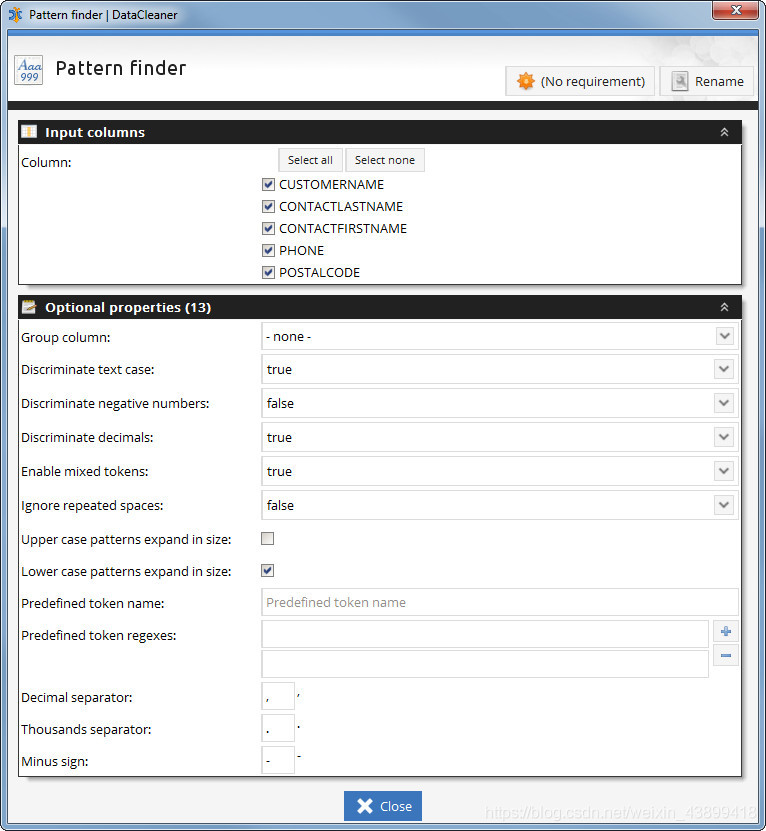 Pattern finder | DataCleaner
Aaa
999
Pattern finder
(No requirement)
Rename
Input columns
Column:
Select all
Select none
CUSTOMERNAME
CONTACTLASTNAME
CONTACTFIRSTNAME
PHONE
POSTALCODE
Optional properties (13)
Group column:
- none -
Discriminate text case:
true
Discriminate negative numbers:
false
Discriminate decimals:
true
Enable mixed tokens:
true
Ignore repeated spaces:
false
Upper case patterns expand in size:
Lower case patterns expand in size:
Predefined token name:
Predefined token name
Predefined token regexes:
Decimal separator:
, ,
Thousands separator:
. .
Minus sign:
- -
Close
https://blog.csdn.net/weixin_43899418